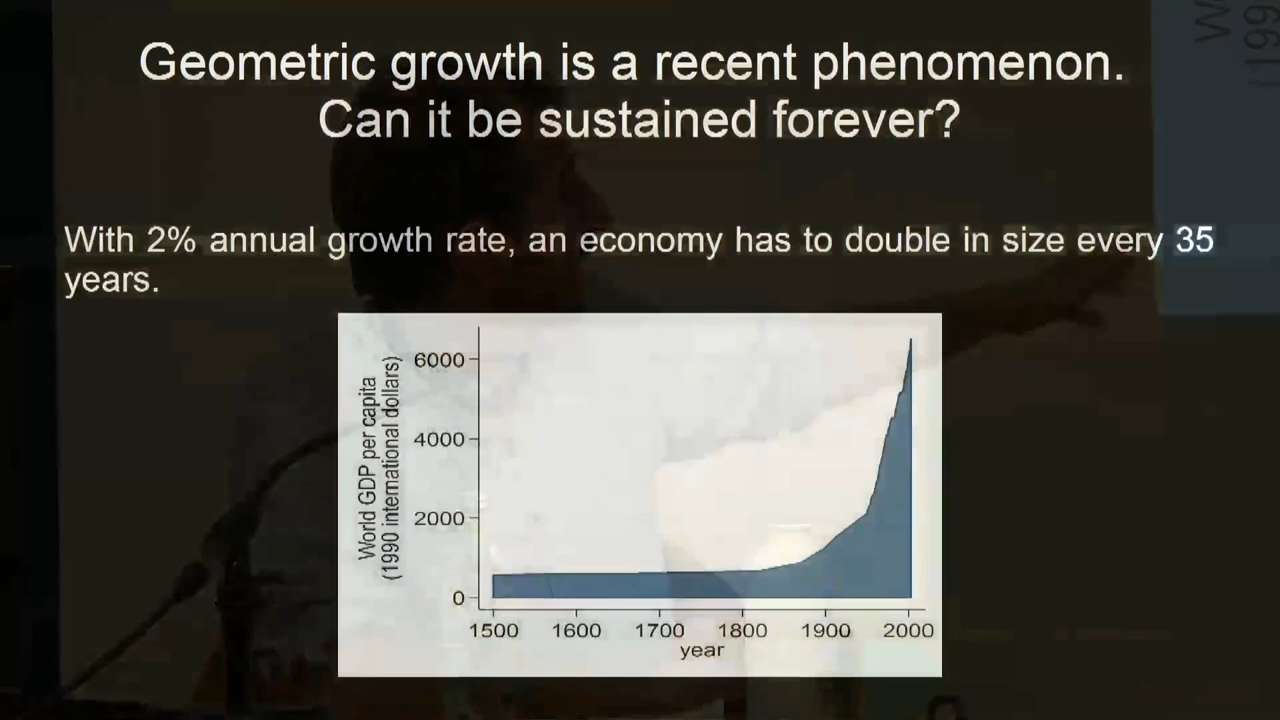 Geometric growth is a recent phenomenon.
Can it be sustained forever?
With 2% annual growth rate, an economy has to double in size every 35
years.
World GDP per capita
(1990 international dollars)
6000
4000
2000
0
1500 1600 1700 1800 1900 2000
year